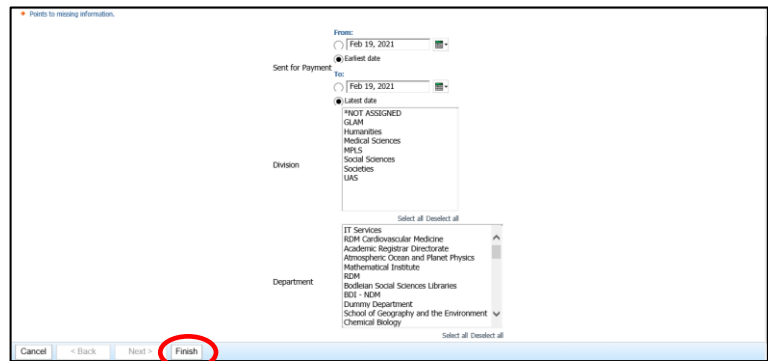 * Points to missing information.
From:
Feb 19, 2021
Earliest date
Sent for Payment
To:
Feb 19, 2021
Latest date
*NOT ASSIGNED
GLAM
Humanities
Medical Sciences
MPLS
Social Sciences
Division
Societies
UAS
Select all Deselect all
IT Services
RDM Cardiovascular Medicine
Academic Registrar Directorate
Atmospheric Ocean and Planet Physics
Mathematical Institute
Department
RDM
Bodleian Social Sciences Libraries
BDI - NDM
Dummy Department
School of Geography and the Environment
Chemical Biology
Select all Deselect all
Cancel < Back Next > Finish